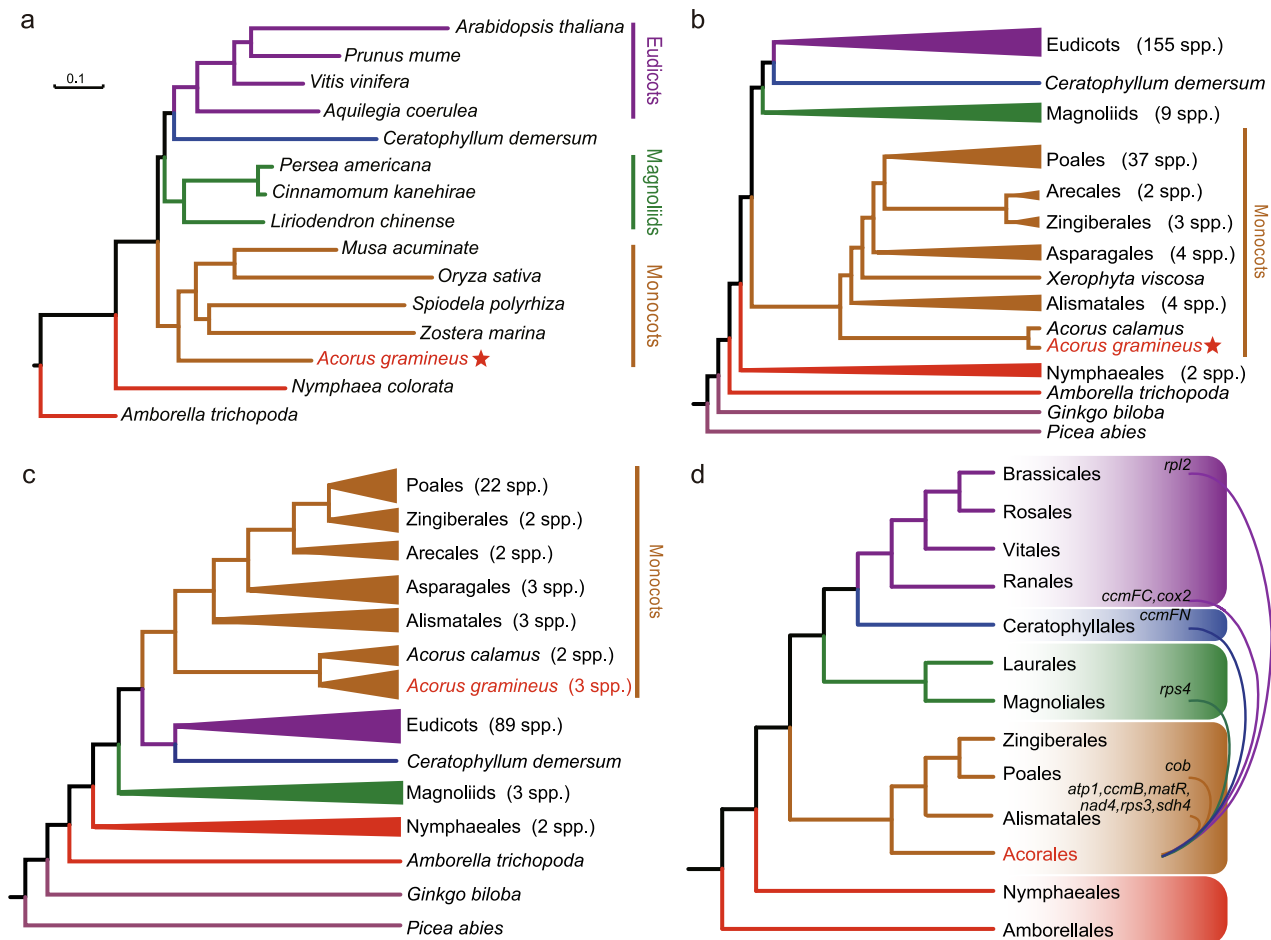 a
0.1
Arabidopsis thaliana
Prunus mume
Vitis vinifera
Aquilegia coerulea
Ceratophyllum demersum
Persea americana
Cinnamomum kanehirae
Liriodendron chinense
Musa acuminate
Oryza sativa
Spiodela polyrhiza
Zostera marina
Acorus gramineus
Nymphaea colorata
Amborella trichopoda
Eudicots
Magnoliids
Monocots
b
Eudicots (155 spp.)
Ceratophyllum demersum
Magnoliids (9 spp.)
Poales (37 spp.)
Arecales (2 spp.)
Zingiberales (3 spp.)
Asparagales (4 spp.)
Xerophyta viscosa
Alismatales (4 spp.)
Acorus calamus
Acorus gramineus
Nymphaeales (2 spp.)
Amborella trichopoda
Ginkgo biloba
Picea abies
Monocots
c
Poales (22 spp.)
Zingiberales (2 spp.)
Arecales (2 spp.)
Asparagales (3 spp.)
Alismatales (3 spp.)
Acorus calamus (2 spp.)
Acorus gramineus (3 spp.)
Eudicots (89 spp.)
Ceratophyllum demersum
Magnoliids (3 spp.)
Nymphaeales (2 spp.)
Amborella trichopoda
Ginkgo biloba
Picea abies
Monocots
d
Brassicales
rpl2
Rosales
Vitales
Ranales
ccmFC,cox2
Ceratophyllales
ccmFN
Laurales
Magnoliales
rps4
Zingiberales
Poales
cob
atp1,ccmB,matR,
nad4,rps3,sdh4
Alismatales
Acorales
Nymphaeales
Amborellales